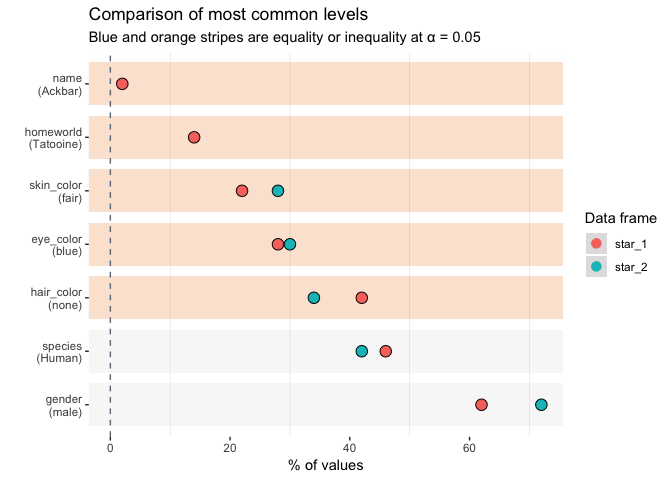 Comparison of most common levels
Blue and orange stripes are equality or inequality at α = 0.05
name
(Ackbar)
homeworld
(Tatooine)
skin_color
(fair)
eye_color
(blue)
hair_color
(none)
species
(Human)
gender
(male)
0 20 40 60
% of values
Data frame
star_1
star_2